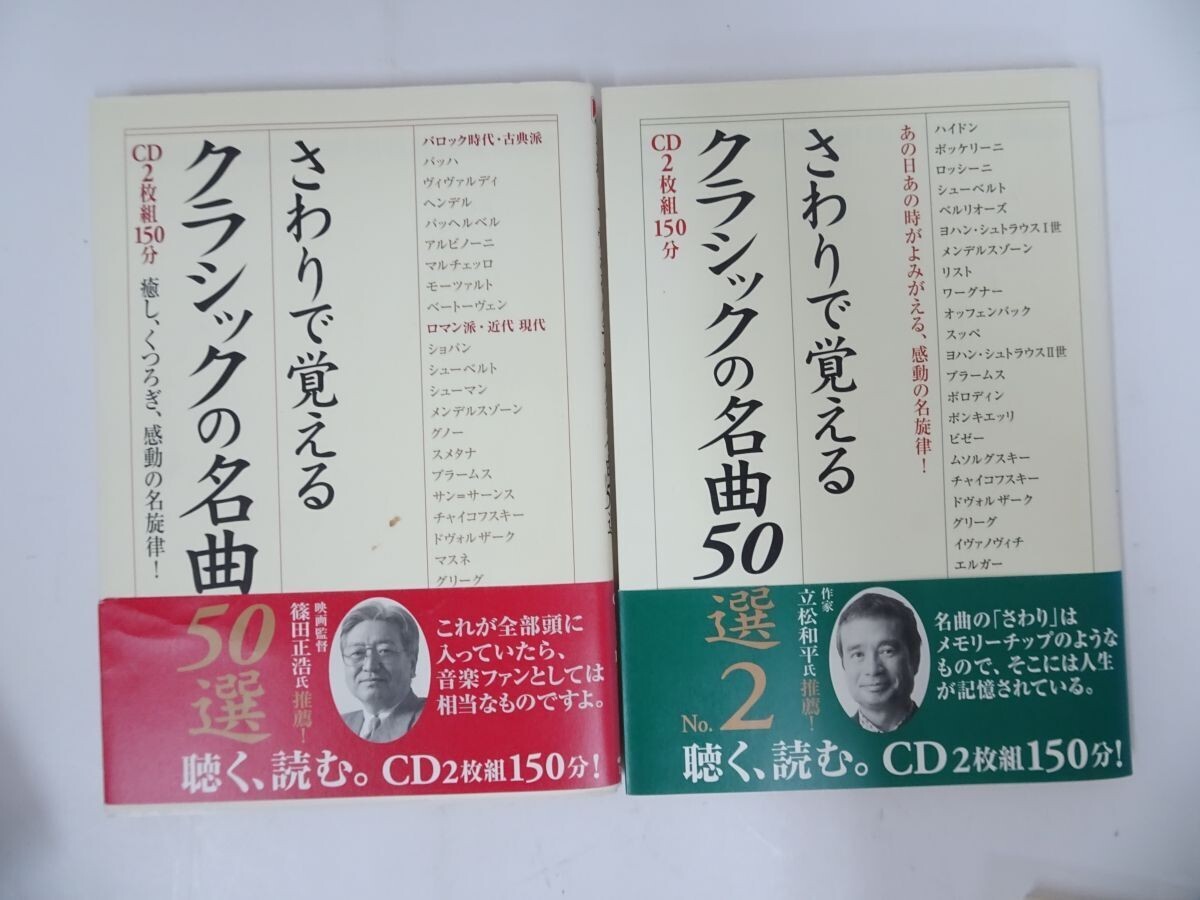 バロック時代・古典派
バッハ
ヴィヴァルディ
ヘンデル
パッヘルベル
アルビノーニ
マルチェッロ
モーツァルト
ベートーヴェン
ロマン派・近代 現代
ショパン
シューベルト
シューマン
メンデルスゾーン
グノー
スメタナ
ブラームス
サン=サーンス
チャイコフスキー
ドヴォルザーク
マスネ
グリーグ
さわりで覚える
クラシックの名曲50選
CD2枚組150分
癒し、くつろぎ、感動の名旋律!
映画監督
篠田正浩氏推薦!
これが全部頭に
入っていたら、
音楽ファンとしては
相当なものですよ。
聴く、読む。CD2枚組150分!
ハイドン
ボッケリーニ
ロッシーニ
シューベルト
ベルリオーズ
ヨハン・シュトラウスI世
メンデルスゾーン
リスト
ワーグナー
オッフェンバック
スッペ
ヨハン・シュトラウスII世
ブラームス
ボロディン
ポンキエッリ
ビゼー
ムソルグスキー
チャイコフスキー
ドヴォルザーク
グリーグ
イヴァノヴィチ
エルガー
あの日あの時がよみがえる、感動の名旋律!
さわりで覚える
クラシックの名曲50選
No.2
CD2枚組150分
作家
立松和平氏推薦!
名曲の「さわり」は
メモリーチップのような
もので、そこには人生
が記憶されている。
聴く、読む。CD2枚組150分!